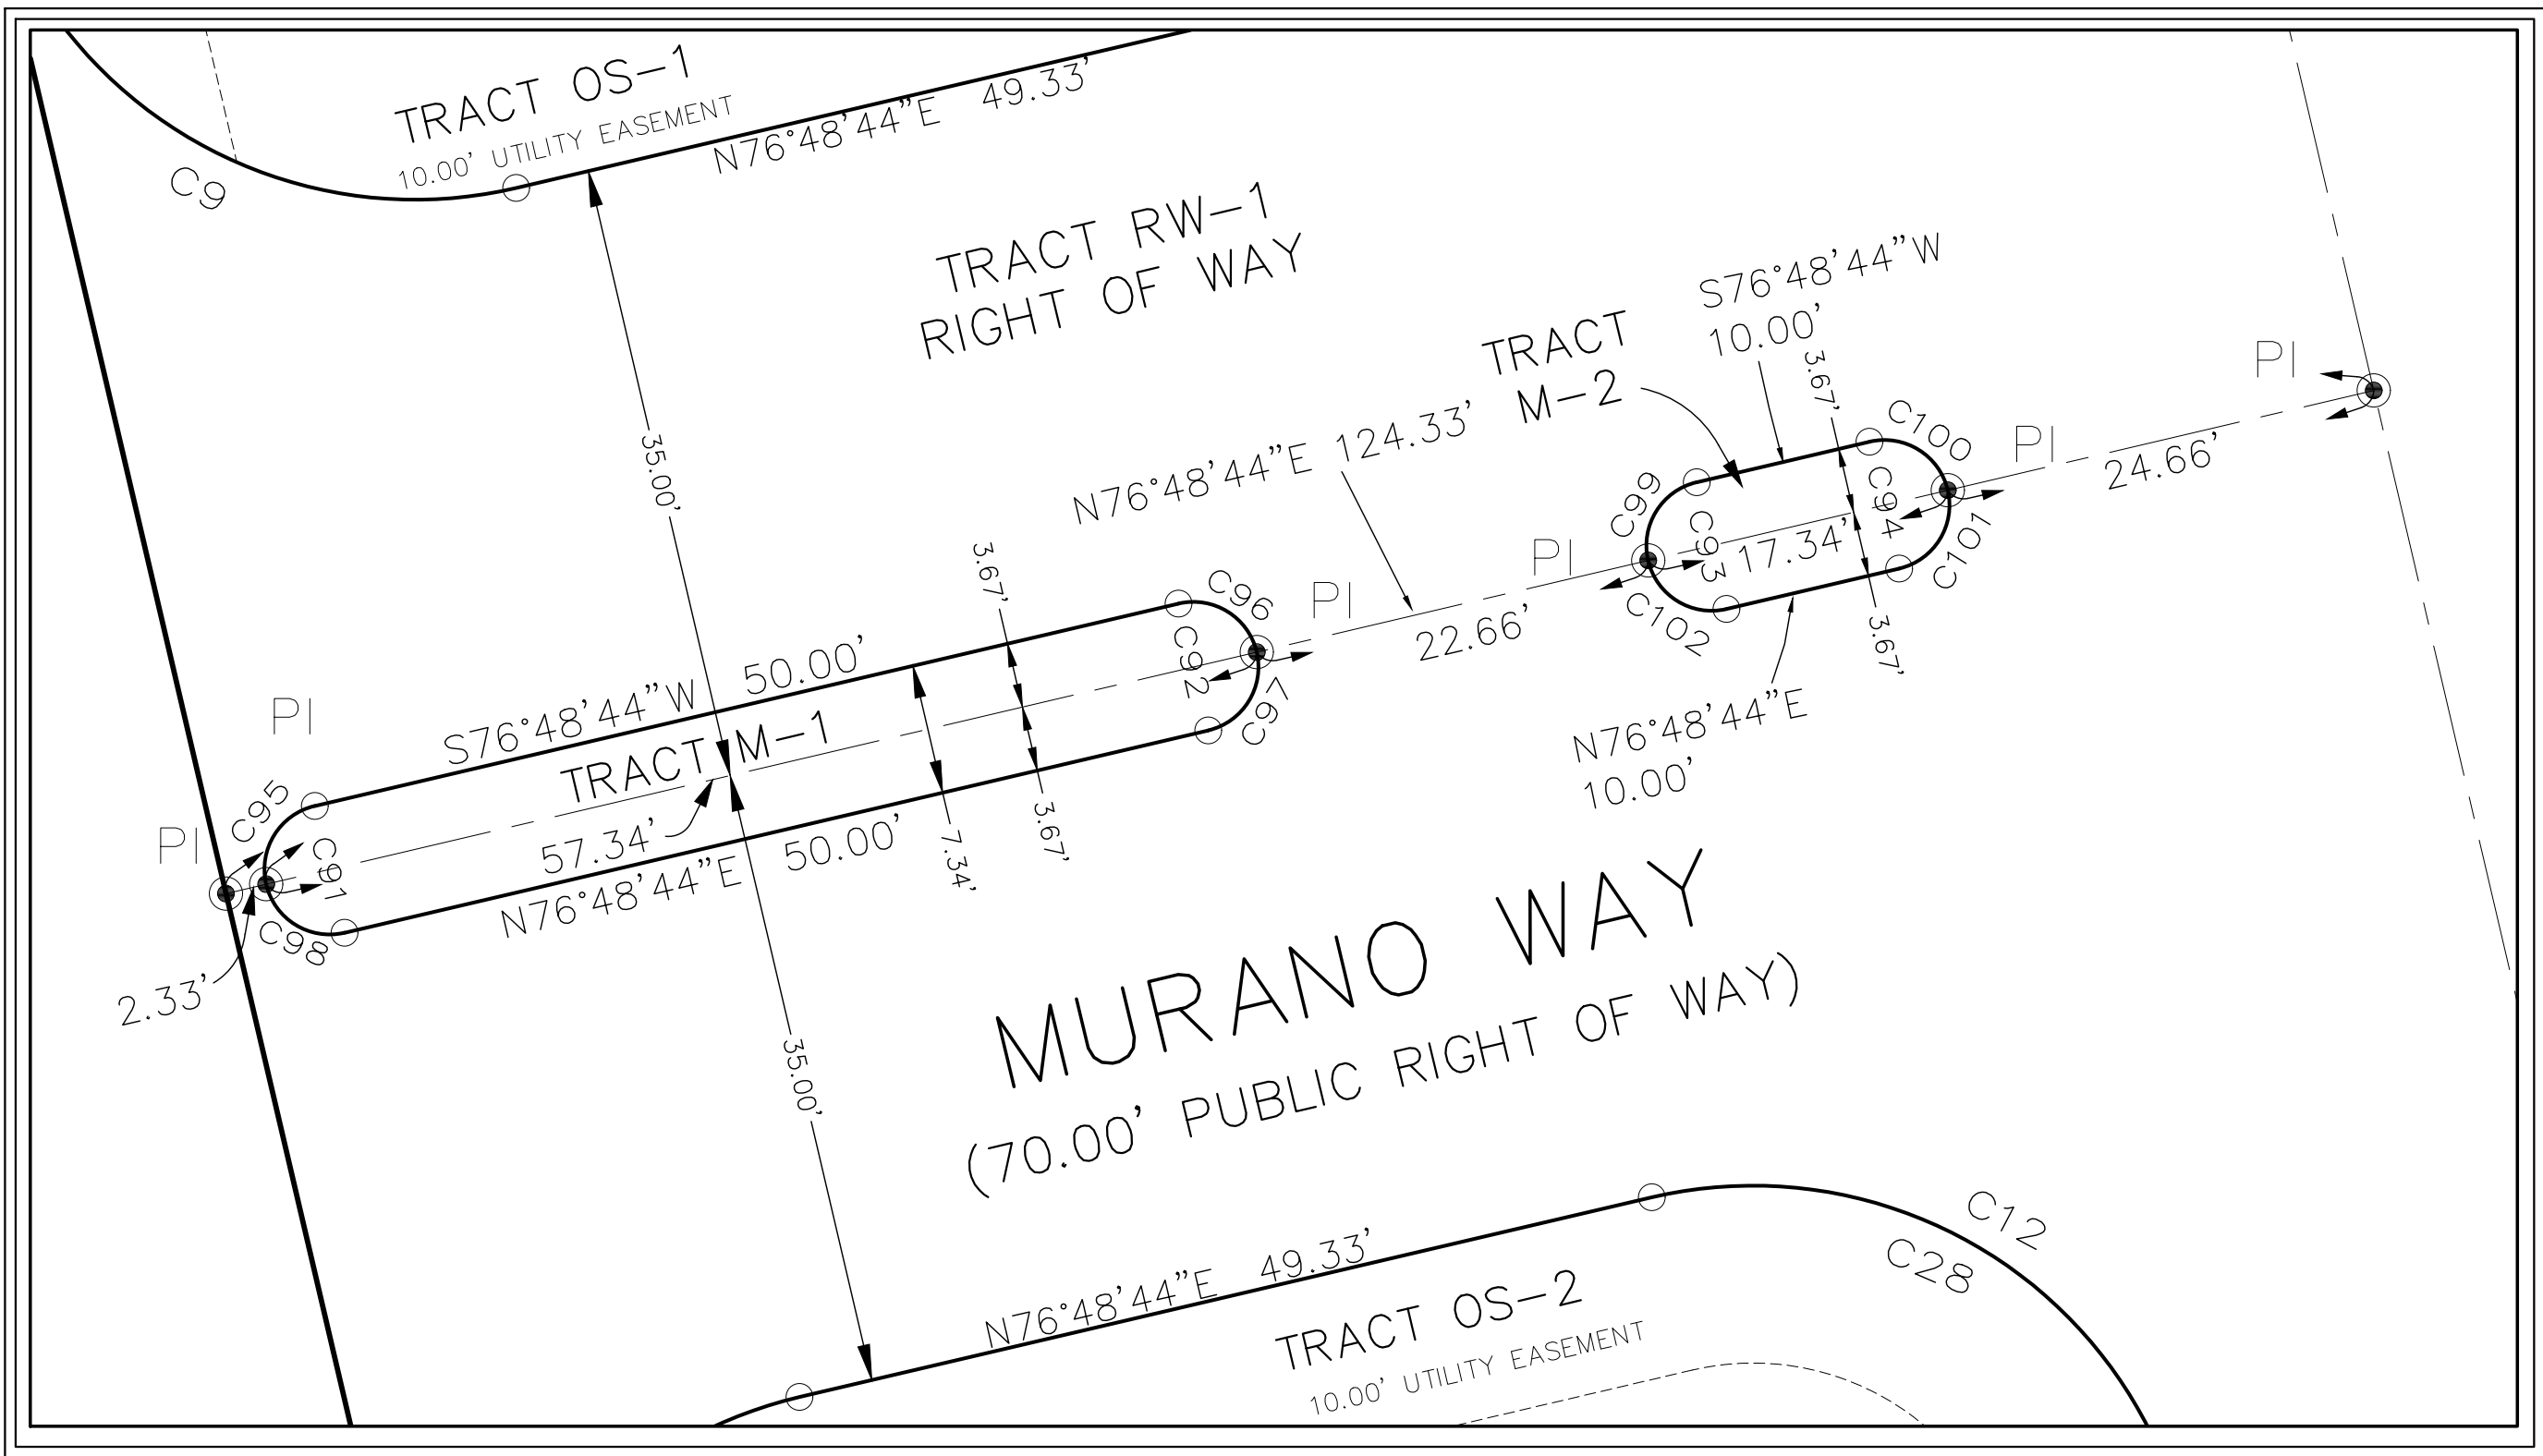 TRACT OS-1
10.00' UTILITY EASEMENT
N76°48'44"E 49.33'
C9
TRACT RW-1
RIGHT OF WAY
S76°48'44"W
10.00'
TRACT
M-2
3.67'
C100
PI
PI
24.66'
N76°48'44"E 124.33'
35.00'
C99
C93
C94
17.34'
C101
PI
C102
3.67'
3.67'
C96
PI
22.66'
C92
C97
N76°48'44"E
10.00'
S76°48'44"W 50.00'
PI
TRACT M-1
57.34'
N76°48'44"E 50.00'
7.34'
3.67'
PI
C95
C91
C98
2.33'
35.00'
MURANO WAY
(70.00' PUBLIC RIGHT OF WAY)
N76°48'44"E 49.33'
C12
C28
TRACT OS-2
10.00' UTILITY EASEMENT